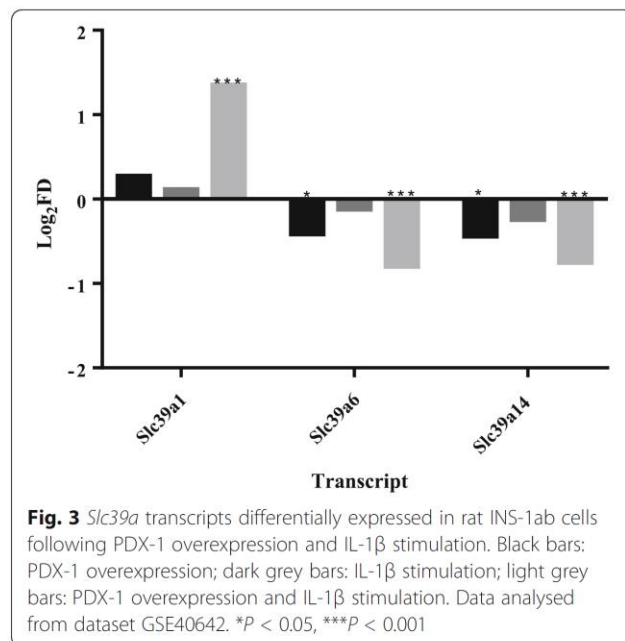 2
***
1
Log2FD
0
* *** * ***
-1
-2
Slc39a1
Slc39a6
Slc39a14
Transcript
Fig. 3 Slc39a transcripts differentially expressed in rat INS-1ab cells
following PDX-1 overexpression and IL-1β stimulation. Black bars:
PDX-1 overexpression; dark grey bars: IL-1β stimulation; light grey
bars: PDX-1 overexpression and IL-1β stimulation. Data analysed
from dataset GSE40642. *P < 0.05, ***P < 0.001